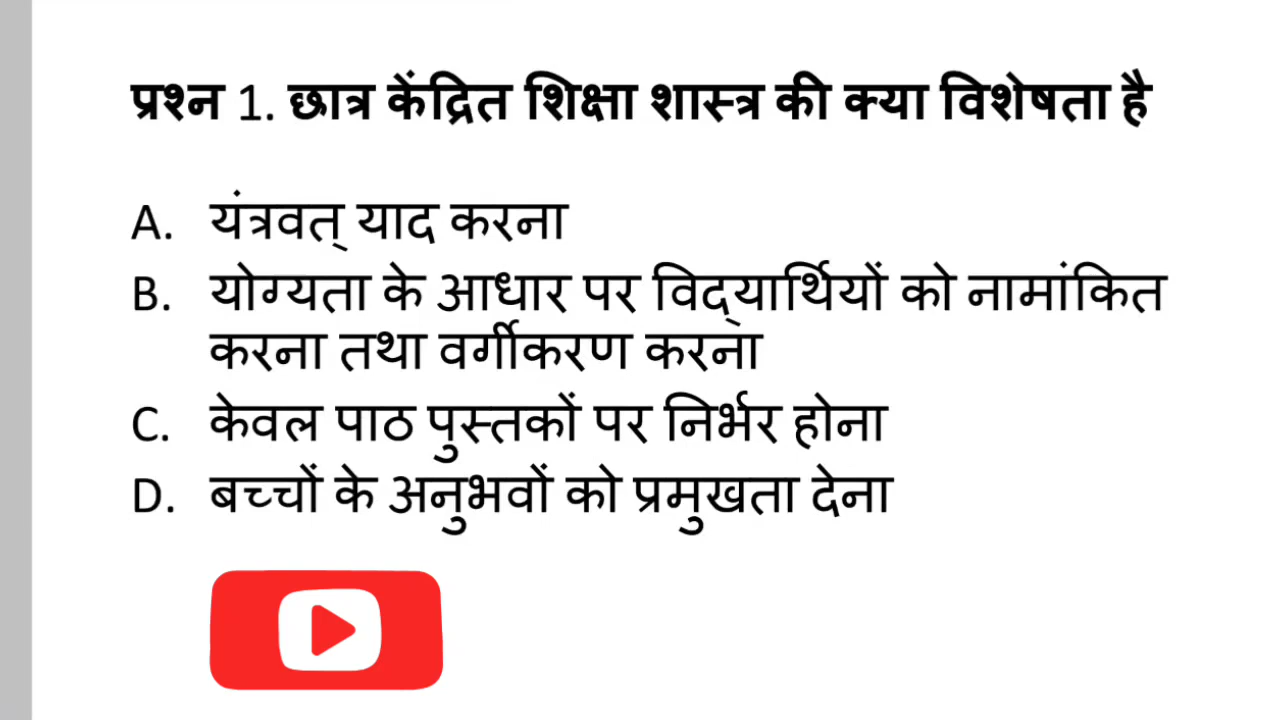 प्रश्न 1. छात्र केंद्रित शिक्षा शास्त्र की क्या विशेषता है
A. यंत्रवत् याद करना
B. योग्यता के आधार पर विद्यार्थियों को नामांकित
करना तथा वर्गीकरण करना
C. केवल पाठ पुस्तकों पर निर्भर होना
D. बच्चों के अनुभवों को प्रमुखता देना